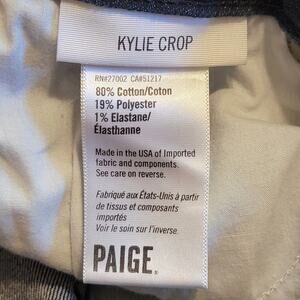 KYLIE CROP
RN#27002 CA#51217
80% Cotton/Coton
19% Polyester
1% Elastane/
Élasthanne
Made in the USA of Imported
fabric and components.
See care on reverse.
Fabriqué aux États-Unis à partir
de tissus et composants
importés
Voir le soin sur l'inverse.
PAIGE®